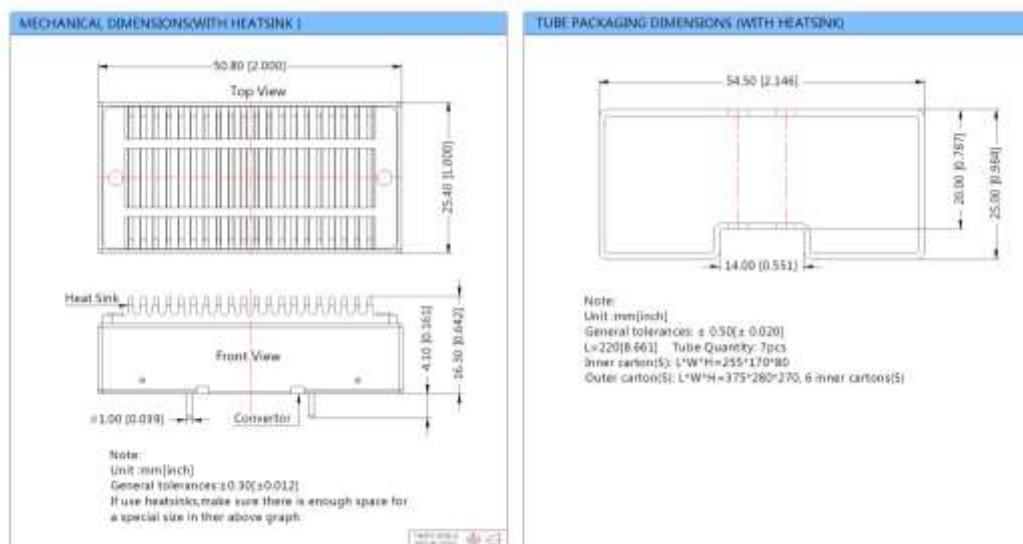 MECHANICAL DIMENSIONS(WITH HEATSINK )
50.80 [2.000]
Top View
25.40 [1.000]
Heat Sink
Front View
4.10 [0.161]
16.30 [0.642]
1.00 [0.039]
Convertor
Note:
Unit :mm[inch]
General tolerances:±0.30[±0.012]
If use heatsinks,make sure there is enough space for
a special size in ther above graph
TUBE PACKAGING DIMENSIONS (WITH HEATSINK)
54.50 [2.146]
20.00 [0.787]
25.00 [0.984]
14.00 [0.551]
Note:
Unit :mm[inch]
General tolerances: ± 0.50[± 0.020]
L=220[8.661] Tube Quantity: 7pcs
Inner carton(S): L*W*H=255*170*80
Outer carton(S): L*W*H=375*280*270, 6 inner cartons(S)